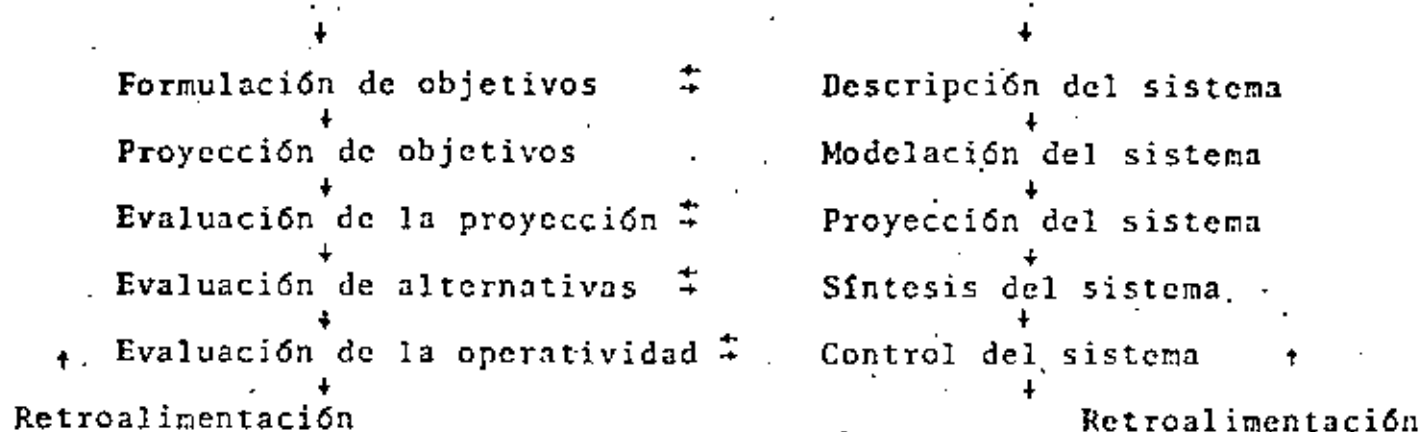 ↓ ↓
Formulación de objetivos ⇆ Descripción del sistema
↓ ↓
Proyección de objetivos Modelación del sistema
↓ ↓
Evaluación de la proyección ⇆ Proyección del sistema
↓ ↓
Evaluación de alternativas ⇆ Síntesis del sistema
↓ ↓
↑ Evaluación de la operatividad ⇆ Control del sistema ↑
↓ ↓
Retroalimentación Retroalimentación